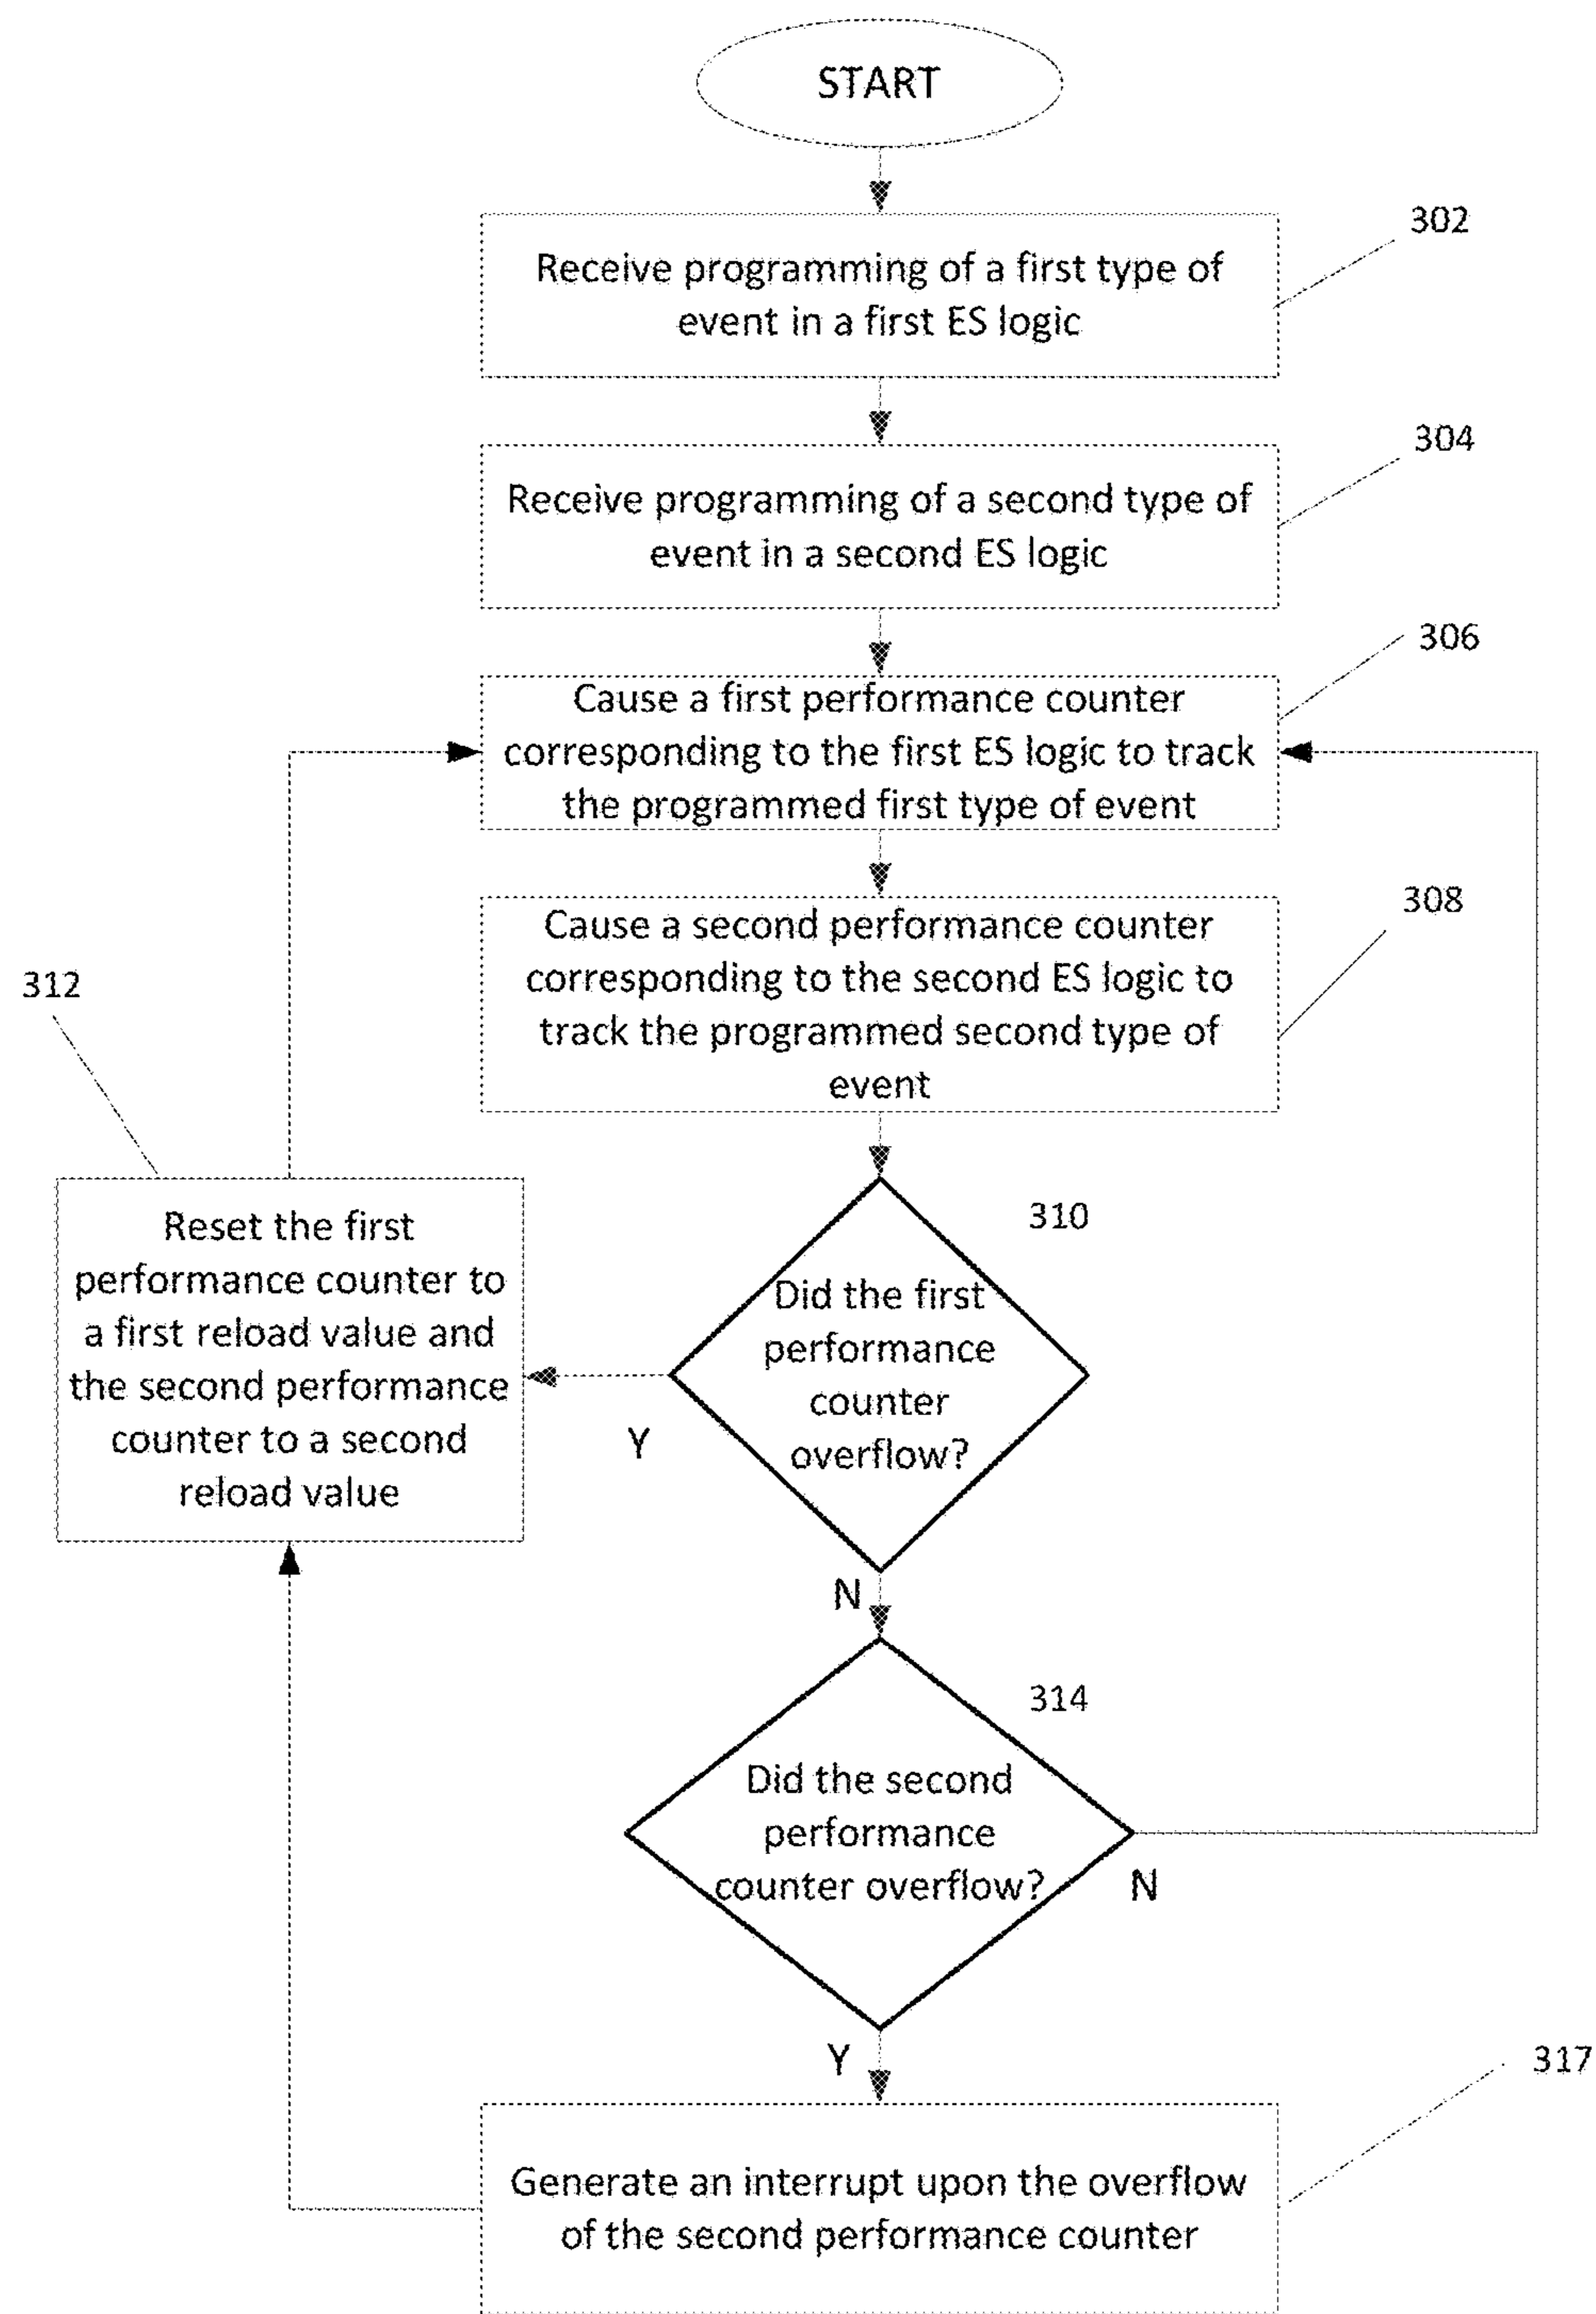 START
302
Receive programming of a first type of
event in a first ES logic
304
Receive programming of a second type of
event in a second ES logic
306
Cause a first performance counter
corresponding to the first ES logic to track
the programmed first type of event
308
Cause a second performance counter
corresponding to the second ES logic to
track the programmed second type of
event
312
Reset the first
performance counter to
a first reload value and
the second performance
counter to a second
reload value
310
Did the first
performance
counter
overflow?
Y
N
314
Did the second
performance
counter overflow?
N
Y
317
Generate an interrupt upon the overflow
of the second performance counter